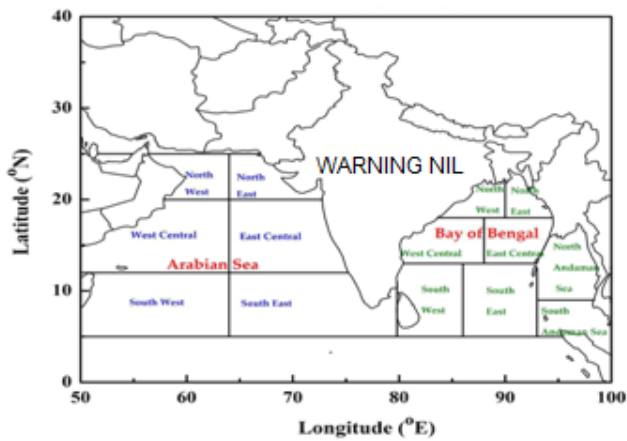 40
30
20
10
0
50
60
70
80
90
100
Latitude (°N)
Longitude (°E)
WARNING NIL
North
West
North
East
West Central
East Central
Arabian Sea
South West
South East
North
West
North
East
Bay of Bengal
West Central
East Central
South
West
South
East
North
Andaman
Sea
South
Andaman Sea